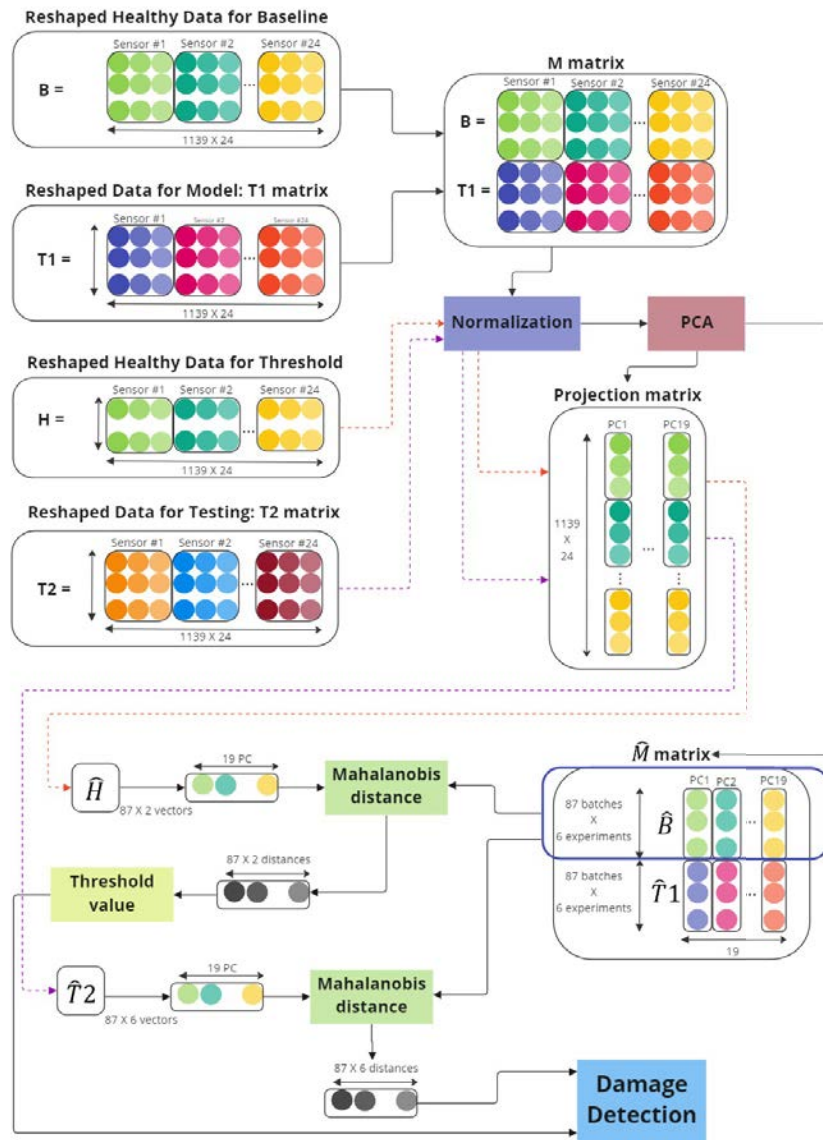 Reshaped Healthy Data for Baseline
Sensor #1 Sensor #2 Sensor #24
B =
...
1139 X 24
M matrix
Sensor #1 Sensor #2 Sensor #24
B =
...
T1 =
...
Reshaped Data for Model: T1 matrix
Sensor #1 Sensor #2 Sensor #24
T1 =
...
1139 X 24
Normalization
PCA
Reshaped Healthy Data for Threshold
Sensor #1 Sensor #2 Sensor #24
H =
...
1139 X 24
Projection matrix
PC1 PC19
1139
X
24
...
Reshaped Data for Testing: T2 matrix
Sensor #1 Sensor #2 Sensor #24
T2 =
...
1139 X 24
Ĥ
87 X 2 vectors
19 PC
Mahalanobis
distance
M̂ matrix
PC1 PC2 PC19
87 batches
X
6 experiments
B̂
...
87 batches
X
6 experiments
T̂1
...
19
87 X 2 distances
Threshold
value
T̂2
87 X 6 vectors
19 PC
Mahalanobis
distance
87 X 6 distances
Damage
Detection